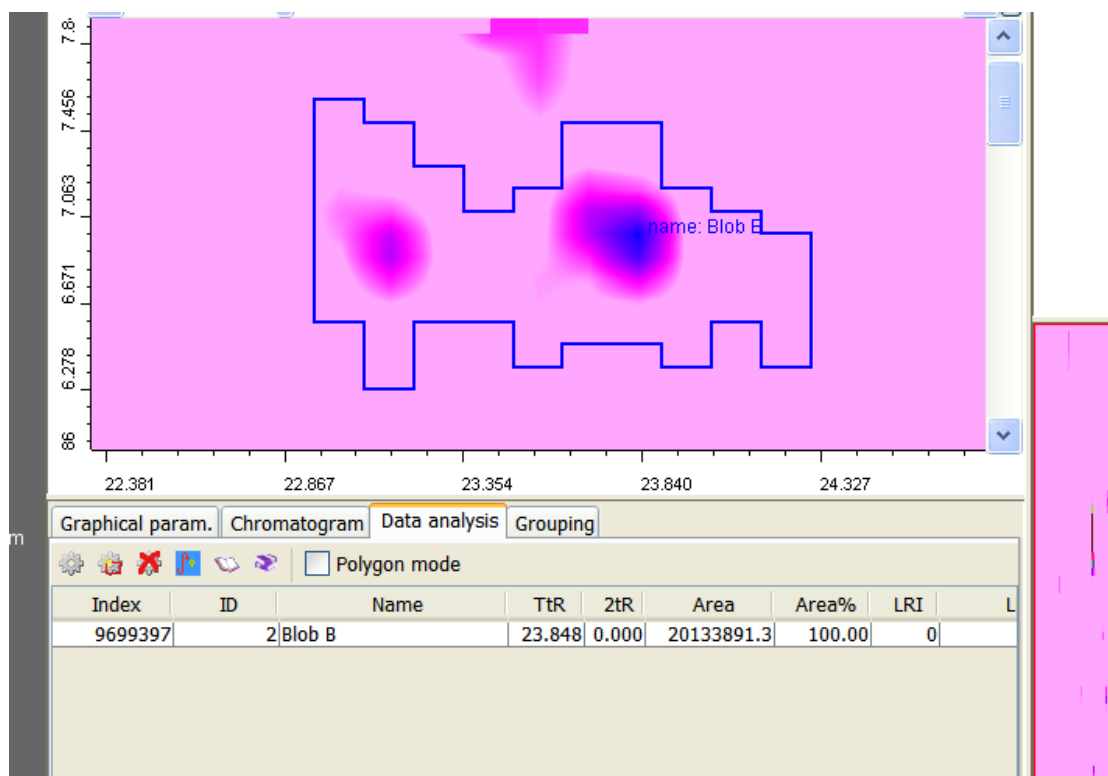 7.8
7.456
7.063
6.671
6.278
86
name: Blob B
22.381 22.867 23.354 23.840 24.327
Graphical param. Chromatogram Data analysis Grouping
m
Polygon mode
Index ID Name TtR 2tR Area Area% LRI L
9699397 2 Blob B 23.848 0.000 20133891.3 100.00 0